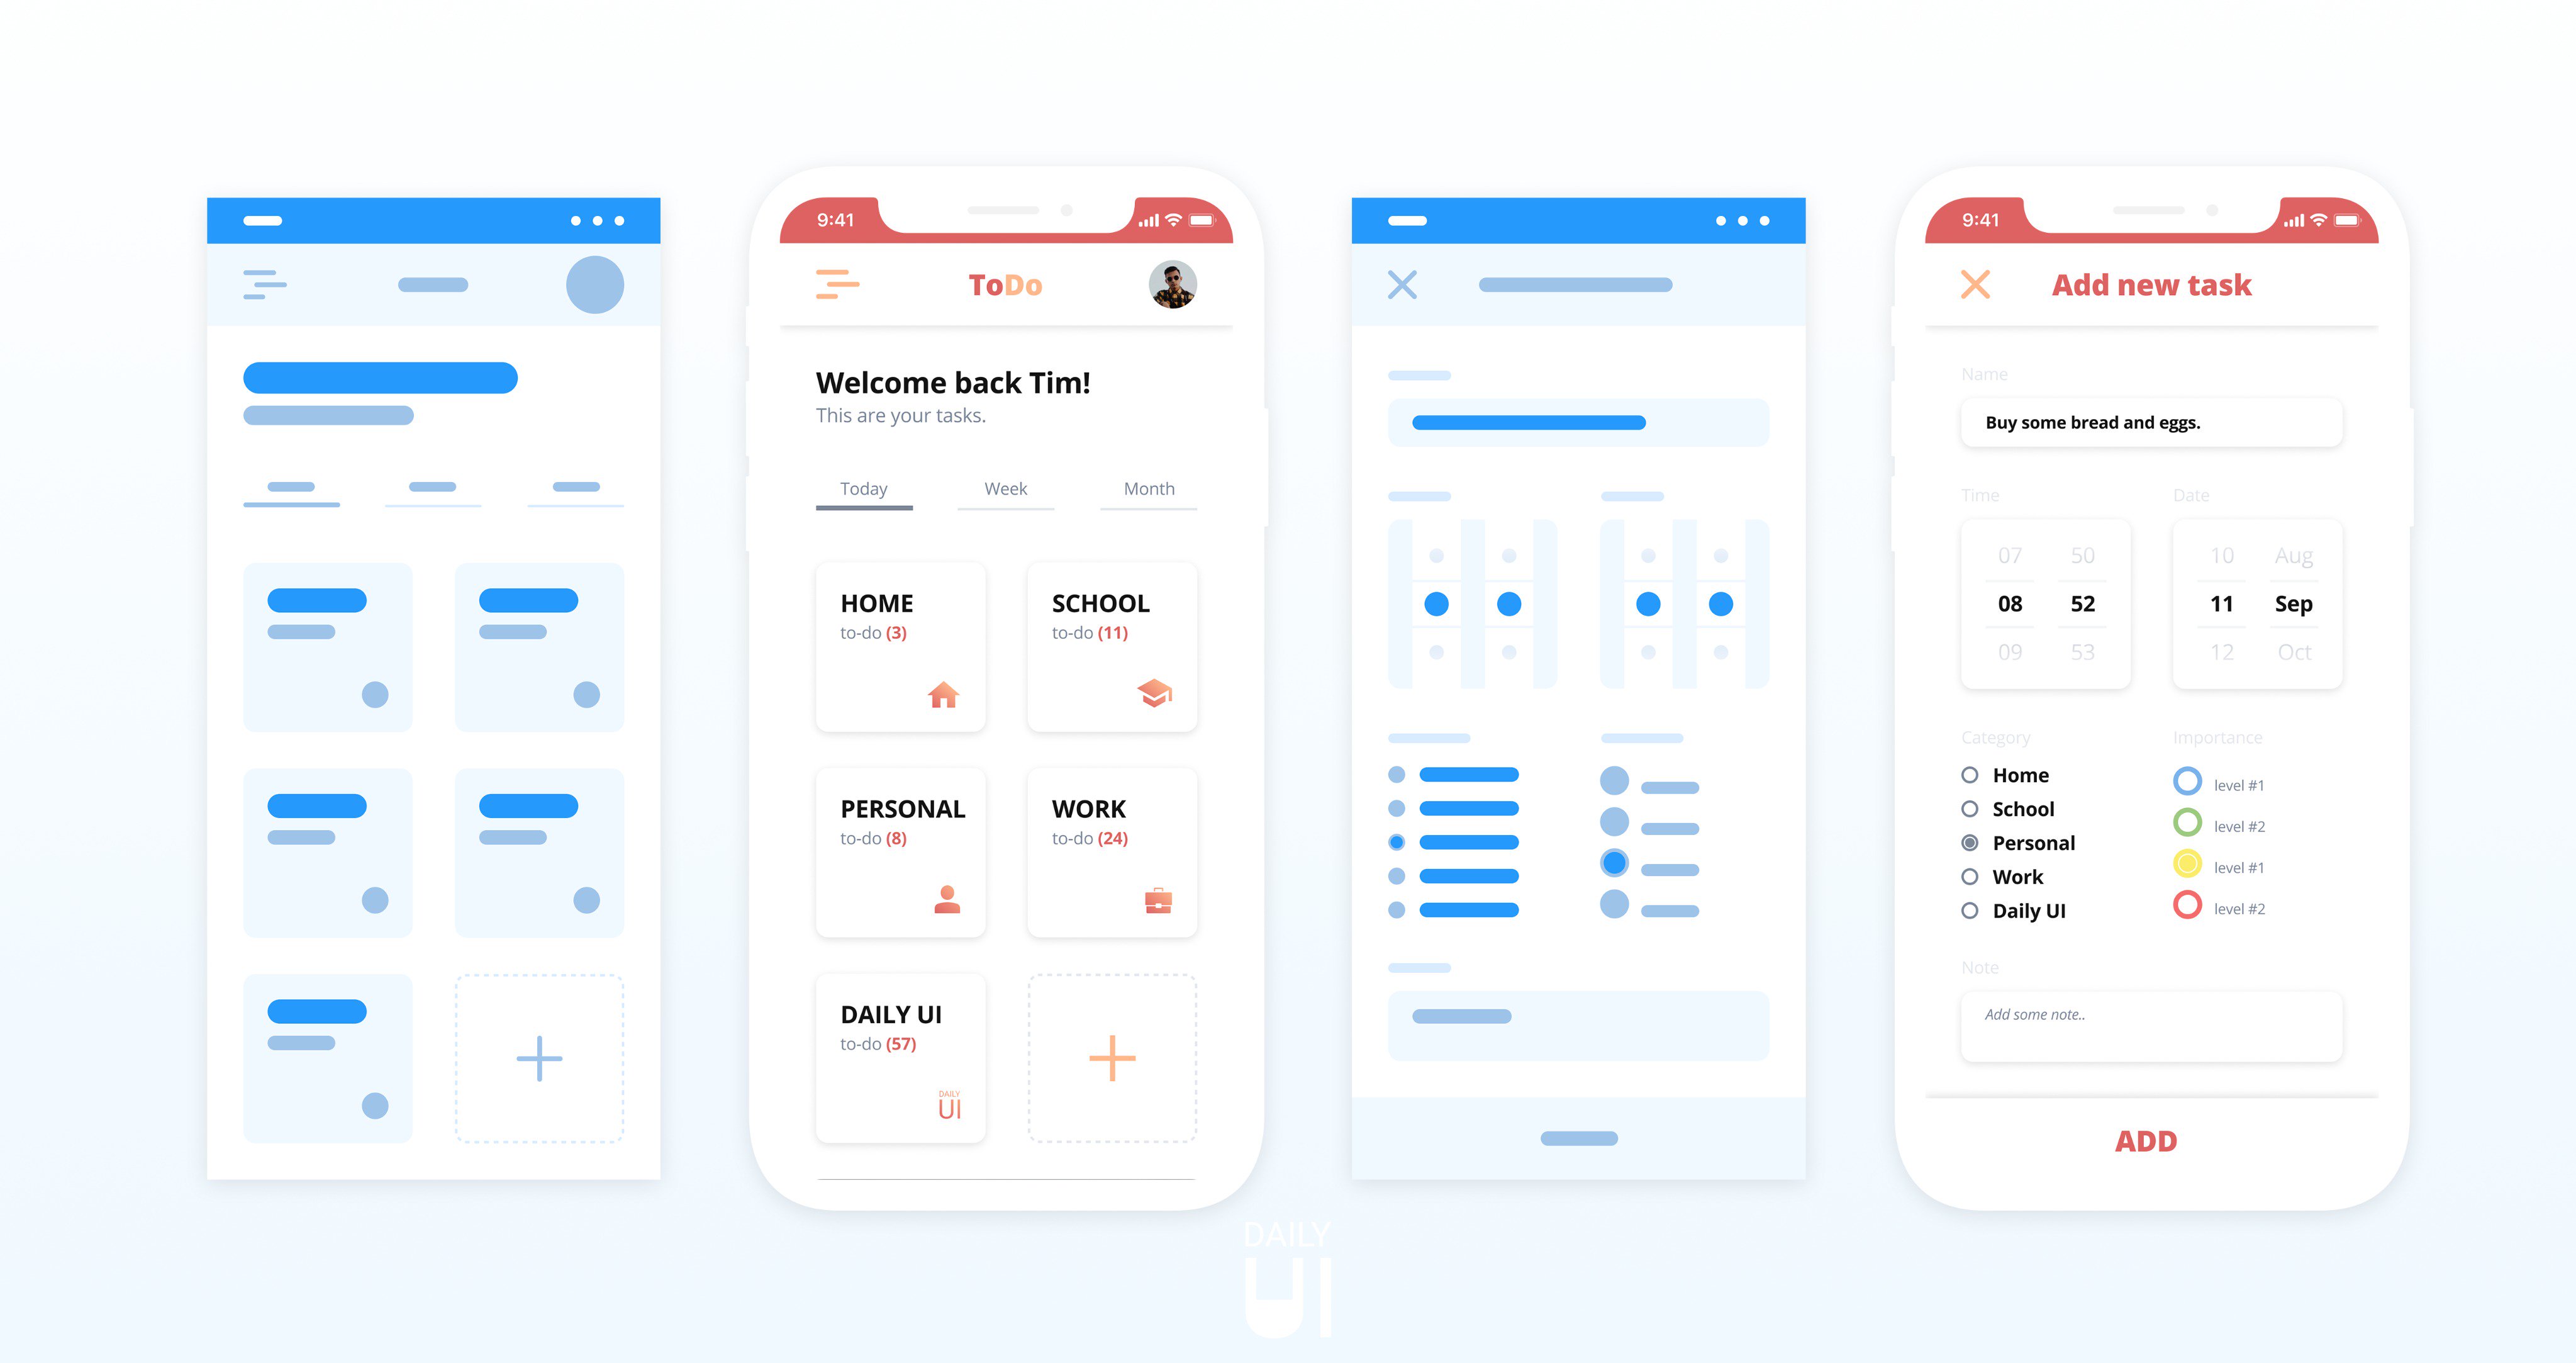 9:41
ToDo
Welcome back Tim!
This are your tasks.
Today Week Month
HOME
to-do (3)
SCHOOL
to-do (11)
PERSONAL
to-do (8)
WORK
to-do (24)
DAILY UI
to-do (57)
DAILY
UI
9:41
Add new task
Name
Buy some bread and eggs.
Time Date
07 50 10 Aug
08 52 11 Sep
09 53 12 Oct
Category
Home
School
Personal
Work
Daily UI
Importance
level #1
level #2
level #1
level #2
Note
Add some note..
ADD
DAILY
UI